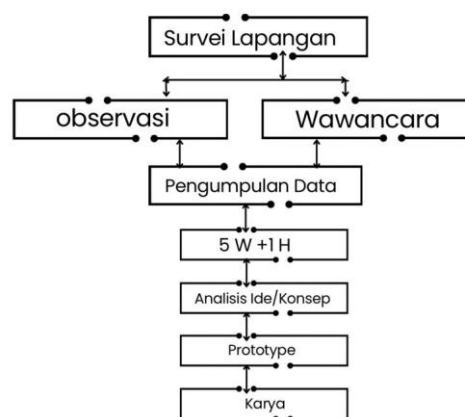 Survei Lapangan
observasi
Wawancara
Pengumpulan Data
5 W +1 H
Analisis Ide/Konsep
Prototype
Karya